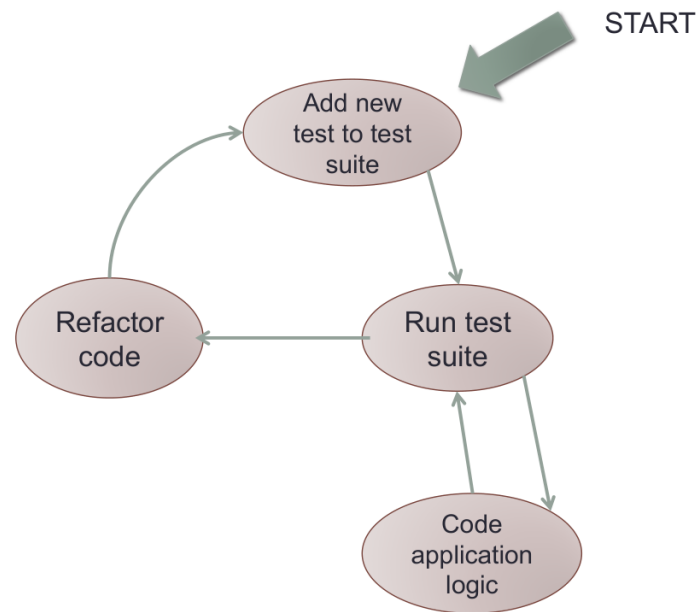 START
Add new
test to test
suite
Refactor
code
Run test
suite
Code
application
logic